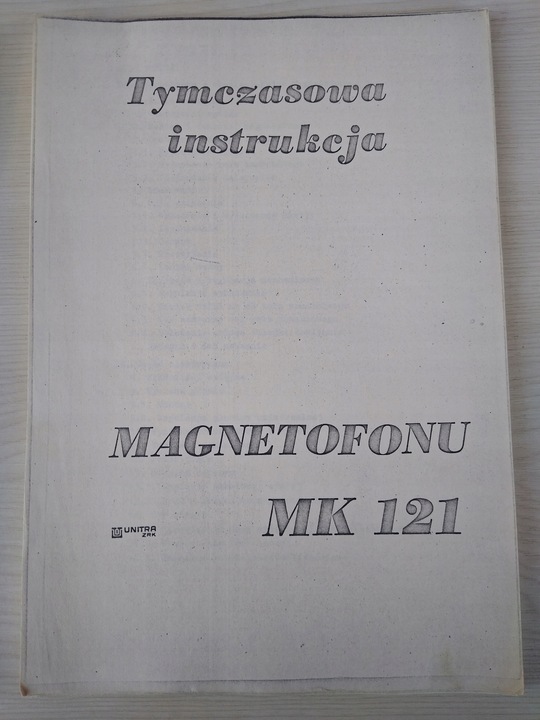 Tymczasowa
instrukcja
MAGNETOFONU
MK 121
UNITRA
ZRK